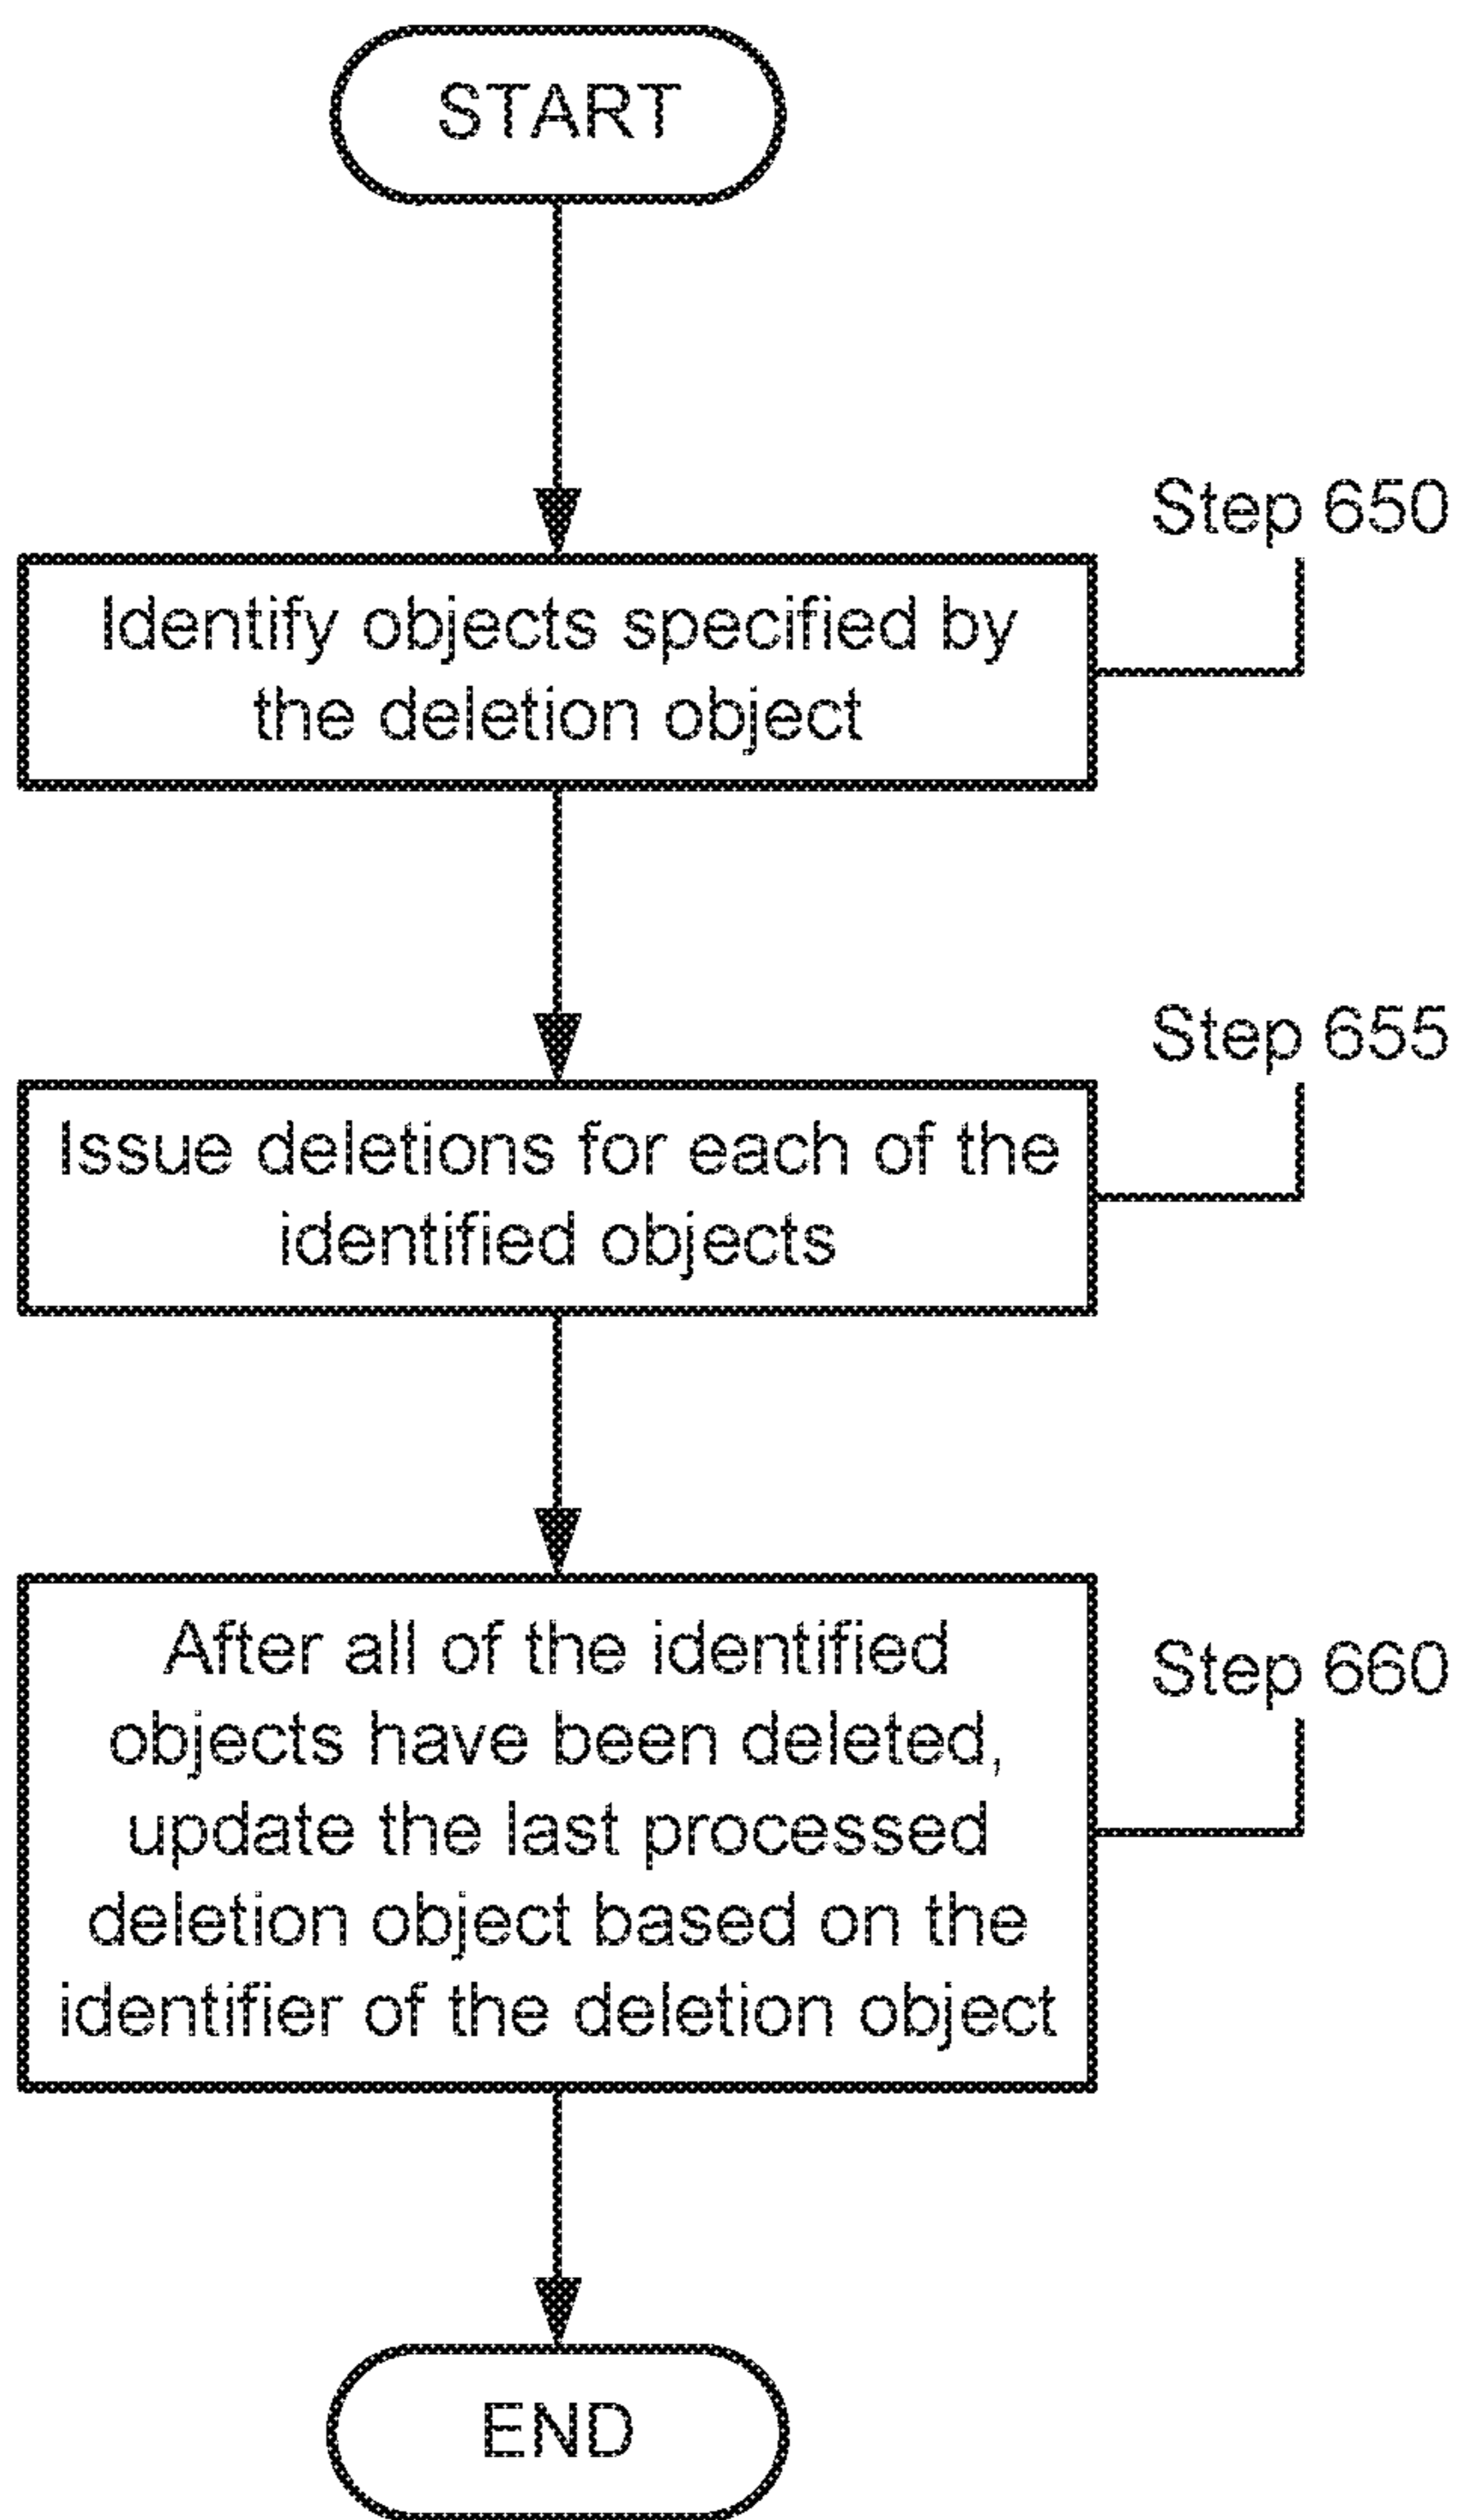 START
Step 650
Identify objects specified by
the deletion object
Step 655
Issue deletions for each of the
identified objects
Step 660
After all of the identified
objects have been deleted,
update the last processed
deletion object based on the
identifier of the deletion object
END